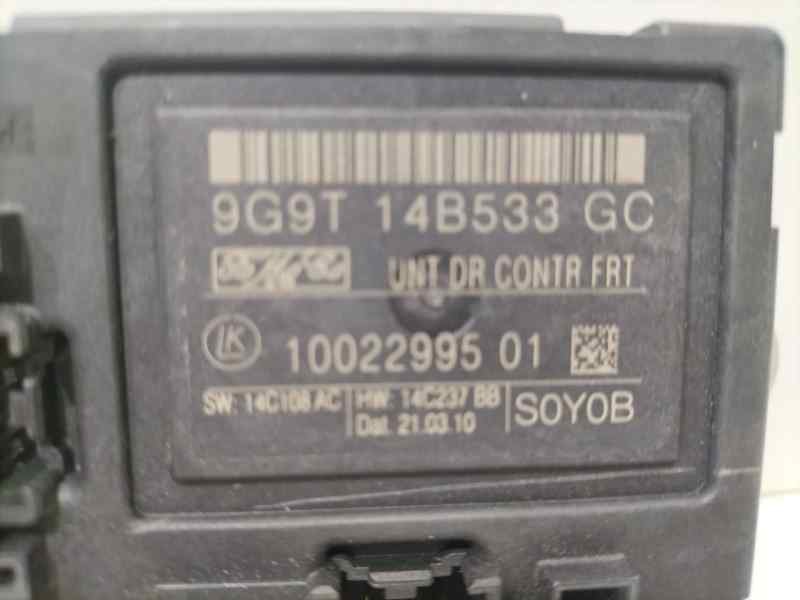 9G9T 14B533 GC
UNT DR CONTR FRT
LK 10022995 01
SW: 14C108 AC
HW: 14C237 BB
Dat. 21.03.10
S0Y0B